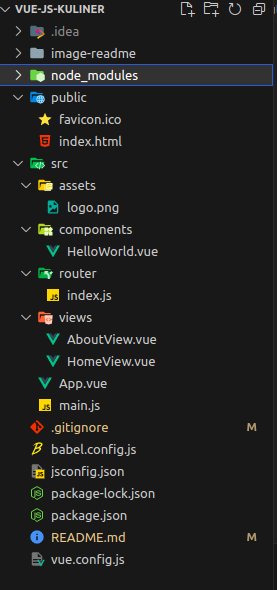 VUE-JS-KULINER
.idea
image-readme
node_modules
public
favicon.ico
index.html
src
assets
logo.png
components
HelloWorld.vue
router
index.js
views
AboutView.vue
HomeView.vue
App.vue
main.js
.gitignore
babel.config.js
jsconfig.json
package-lock.json
package.json
README.md
vue.config.js